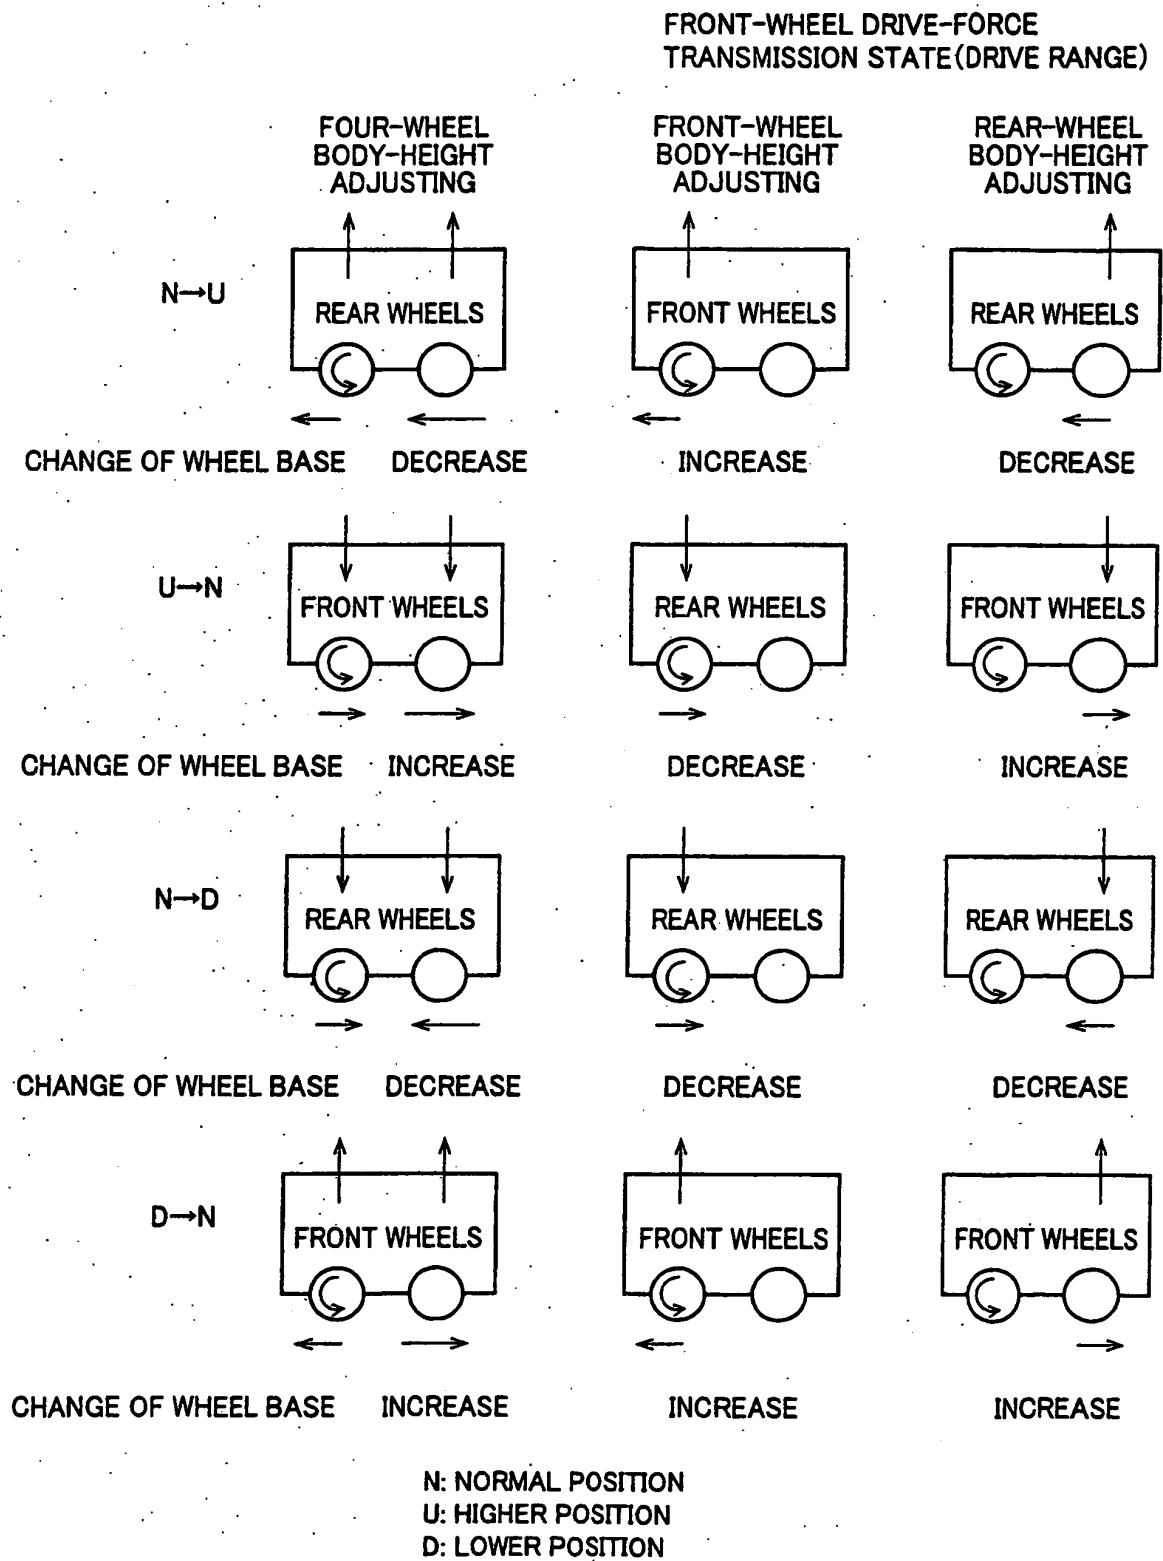 FRONT-WHEEL DRIVE-FORCE
TRANSMISSION STATE(DRIVE RANGE)
FOUR-WHEEL
BODY-HEIGHT
ADJUSTING
FRONT-WHEEL
BODY-HEIGHT
ADJUSTING
REAR-WHEEL
BODY-HEIGHT
ADJUSTING
N→U
REAR WHEELS
FRONT WHEELS
REAR WHEELS
CHANGE OF WHEEL BASE DECREASE INCREASE DECREASE
U→N
FRONT WHEELS
REAR WHEELS
FRONT WHEELS
CHANGE OF WHEEL BASE INCREASE DECREASE INCREASE
N→D
REAR WHEELS
REAR WHEELS
REAR WHEELS
CHANGE OF WHEEL BASE DECREASE DECREASE DECREASE
D→N
FRONT WHEELS
FRONT WHEELS
FRONT WHEELS
CHANGE OF WHEEL BASE INCREASE INCREASE INCREASE
N: NORMAL POSITION
U: HIGHER POSITION
D: LOWER POSITION